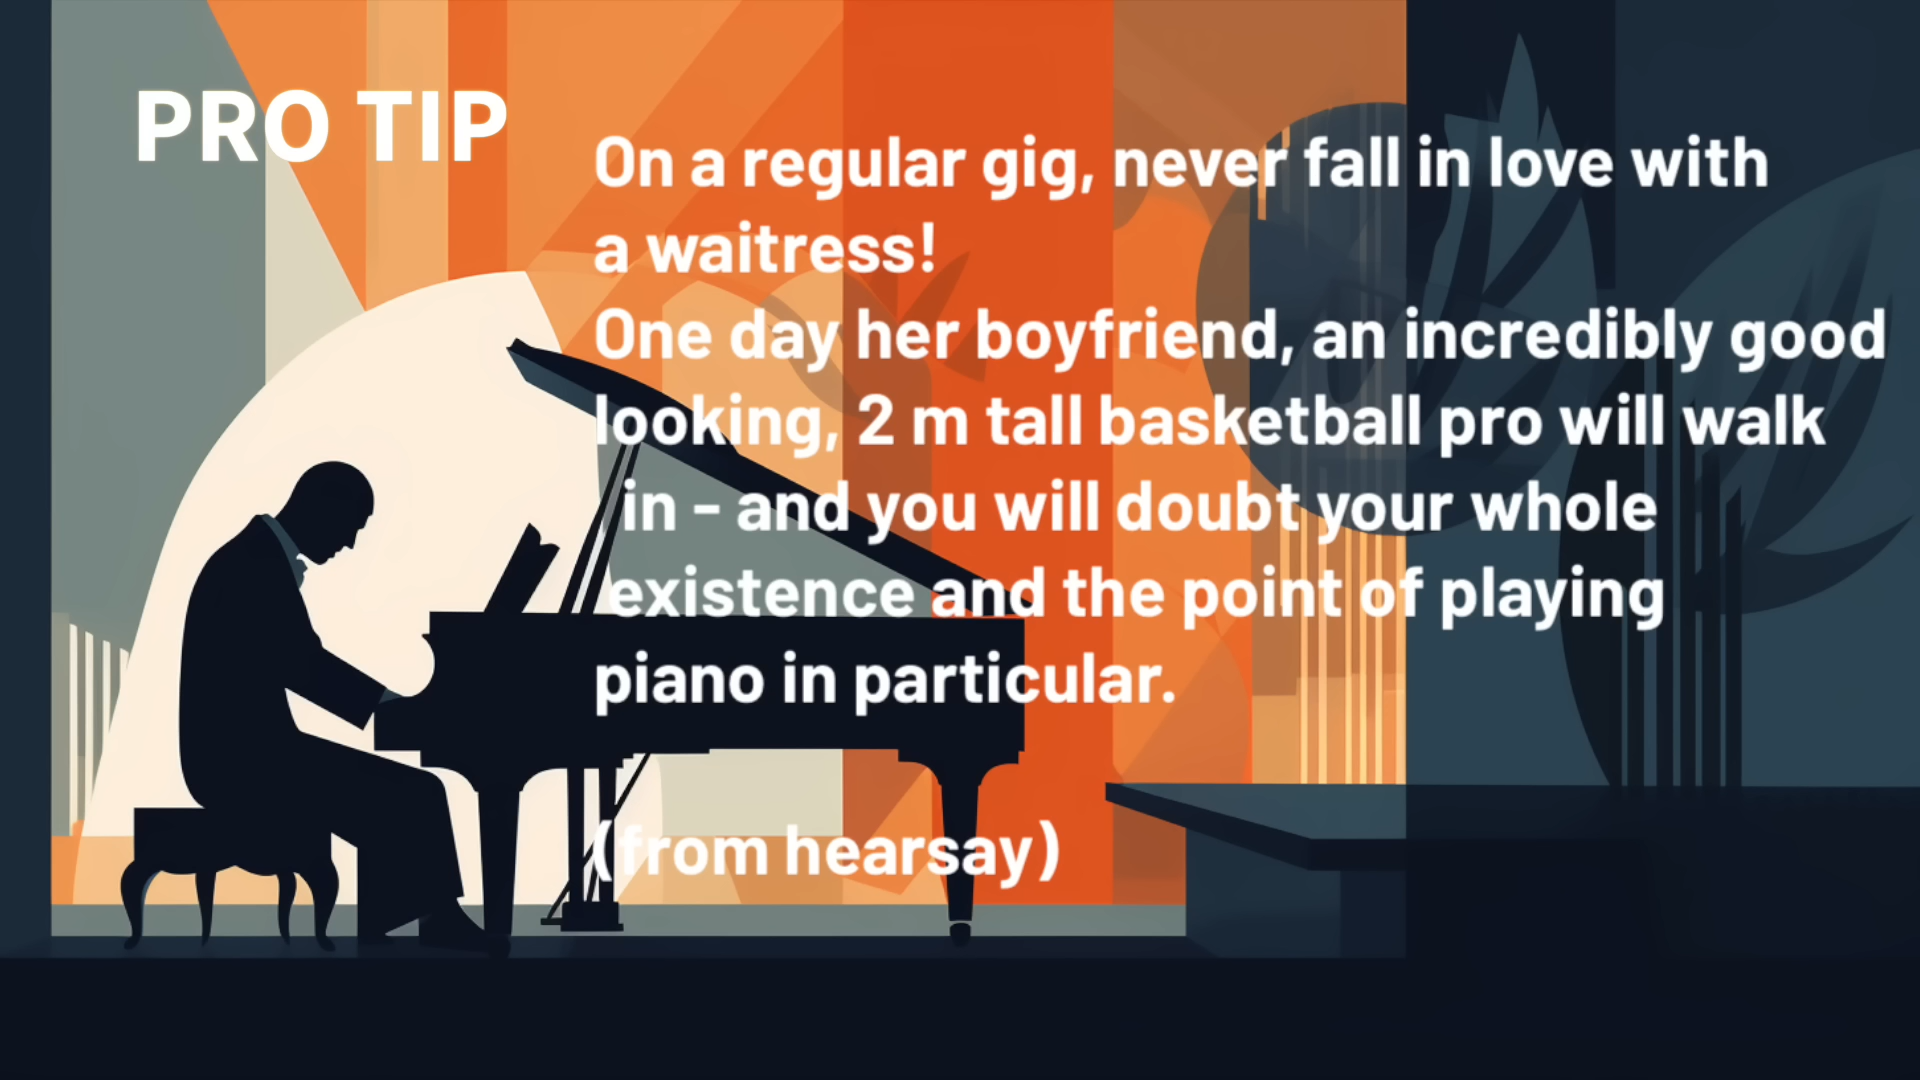 PRO TIP
On a regular gig, never fall in love with
a waitress!
One day her boyfriend, an incredibly good
looking, 2 m tall basketball pro will walk
in - and you will doubt your whole
existence and the point of playing
piano in particular.
(from hearsay)